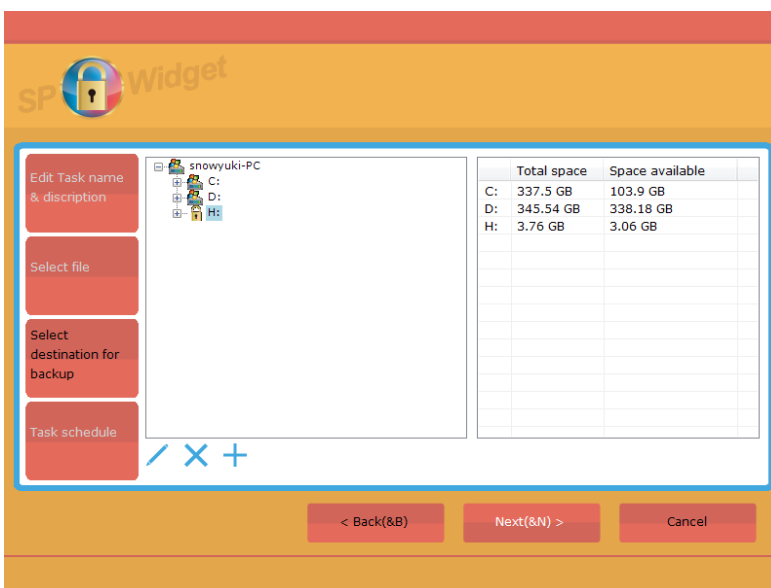 SP Widget
Edit Task name
& discription
Select file
Select
destination for
backup
Task schedule
snowyuki-PC
C:
D:
H:
Total space Space available
C: 337.5 GB 103.9 GB
D: 345.54 GB 338.18 GB
H: 3.76 GB 3.06 GB
< Back(&B) Next(&N) > Cancel